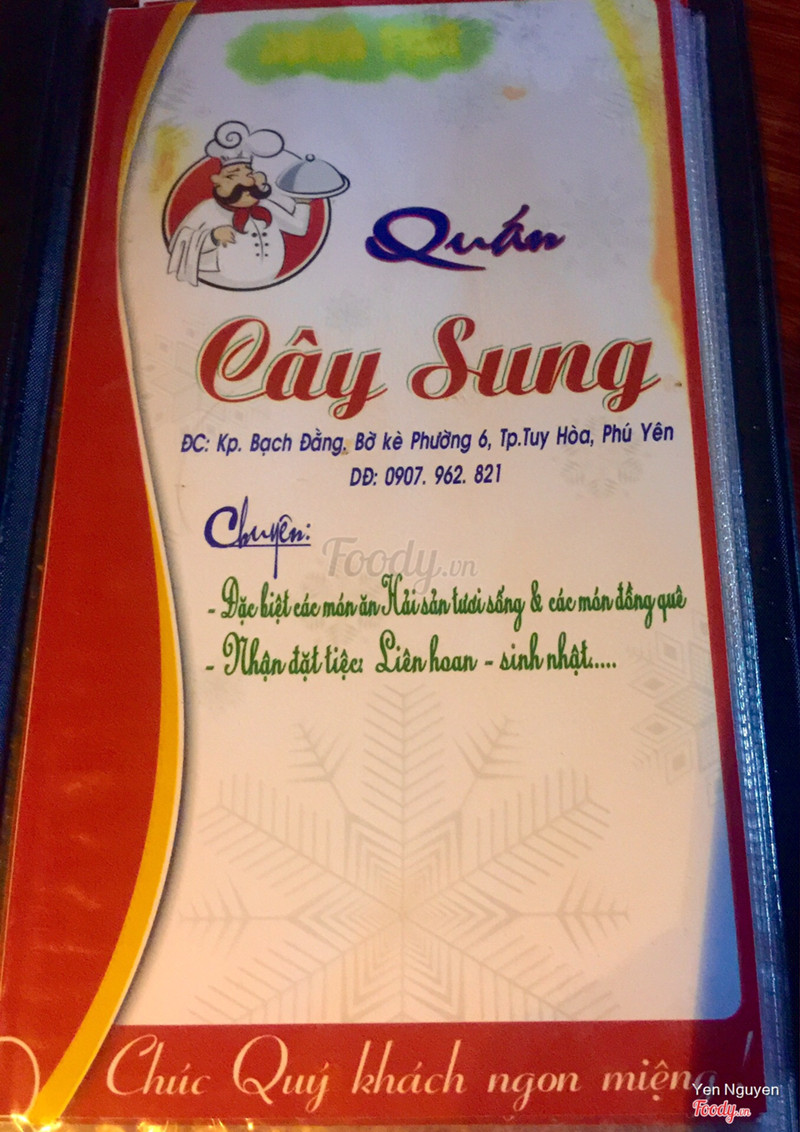 Quán
Cây Sung
ĐC: Kp. Bạch Đằng. Bờ kè Phường 6, Tp.Tuy Hòa, Phú Yên
DĐ: 0907. 962. 821
Chuyên:
Foody.vn
- Đặc biệt các món ăn Hải sản tươi sống & các món đồng quê
- Nhận đặt tiệc: Liên hoan - sinh nhật.....
Chúc Quý khách ngon miệng !
Yen Nguyen
Foody.vn